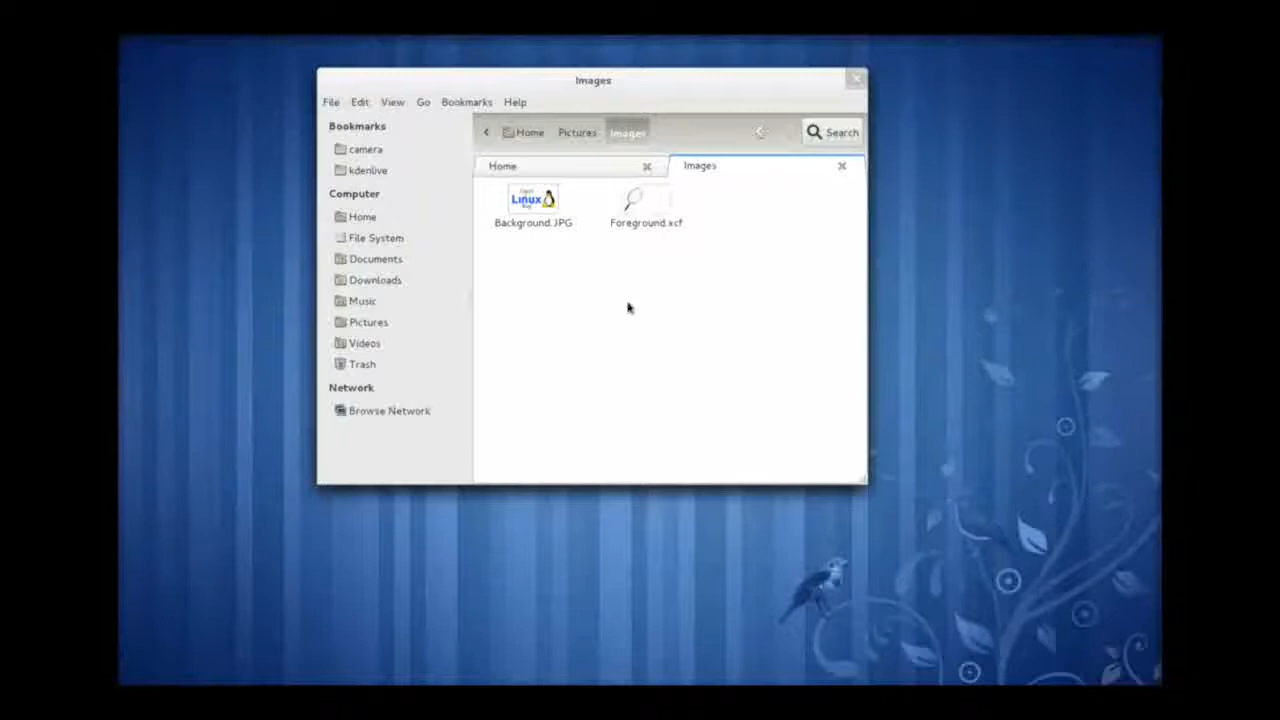 Images
File Edit View Go Bookmarks Help
Bookmarks
camera
kdenlive
Computer
Home
File System
Documents
Downloads
Music
Pictures
Videos
Trash
Network
Browse Network
Home Pictures Images Search
Home Images
Linux
Background.JPG Foreground.xcf